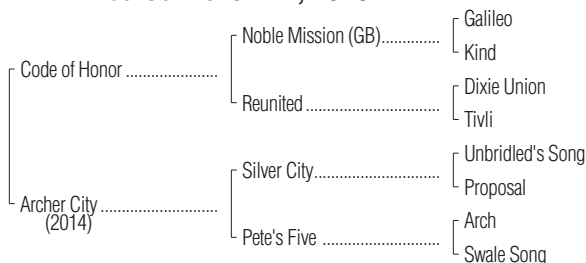 Code of Honor
Noble Mission (GB)
Galileo
Kind
Reunited
Dixie Union
Tivli
Archer City
(2014)
Silver City
Unbridled's Song
Proposal
Pete's Five
Arch
Swale Song